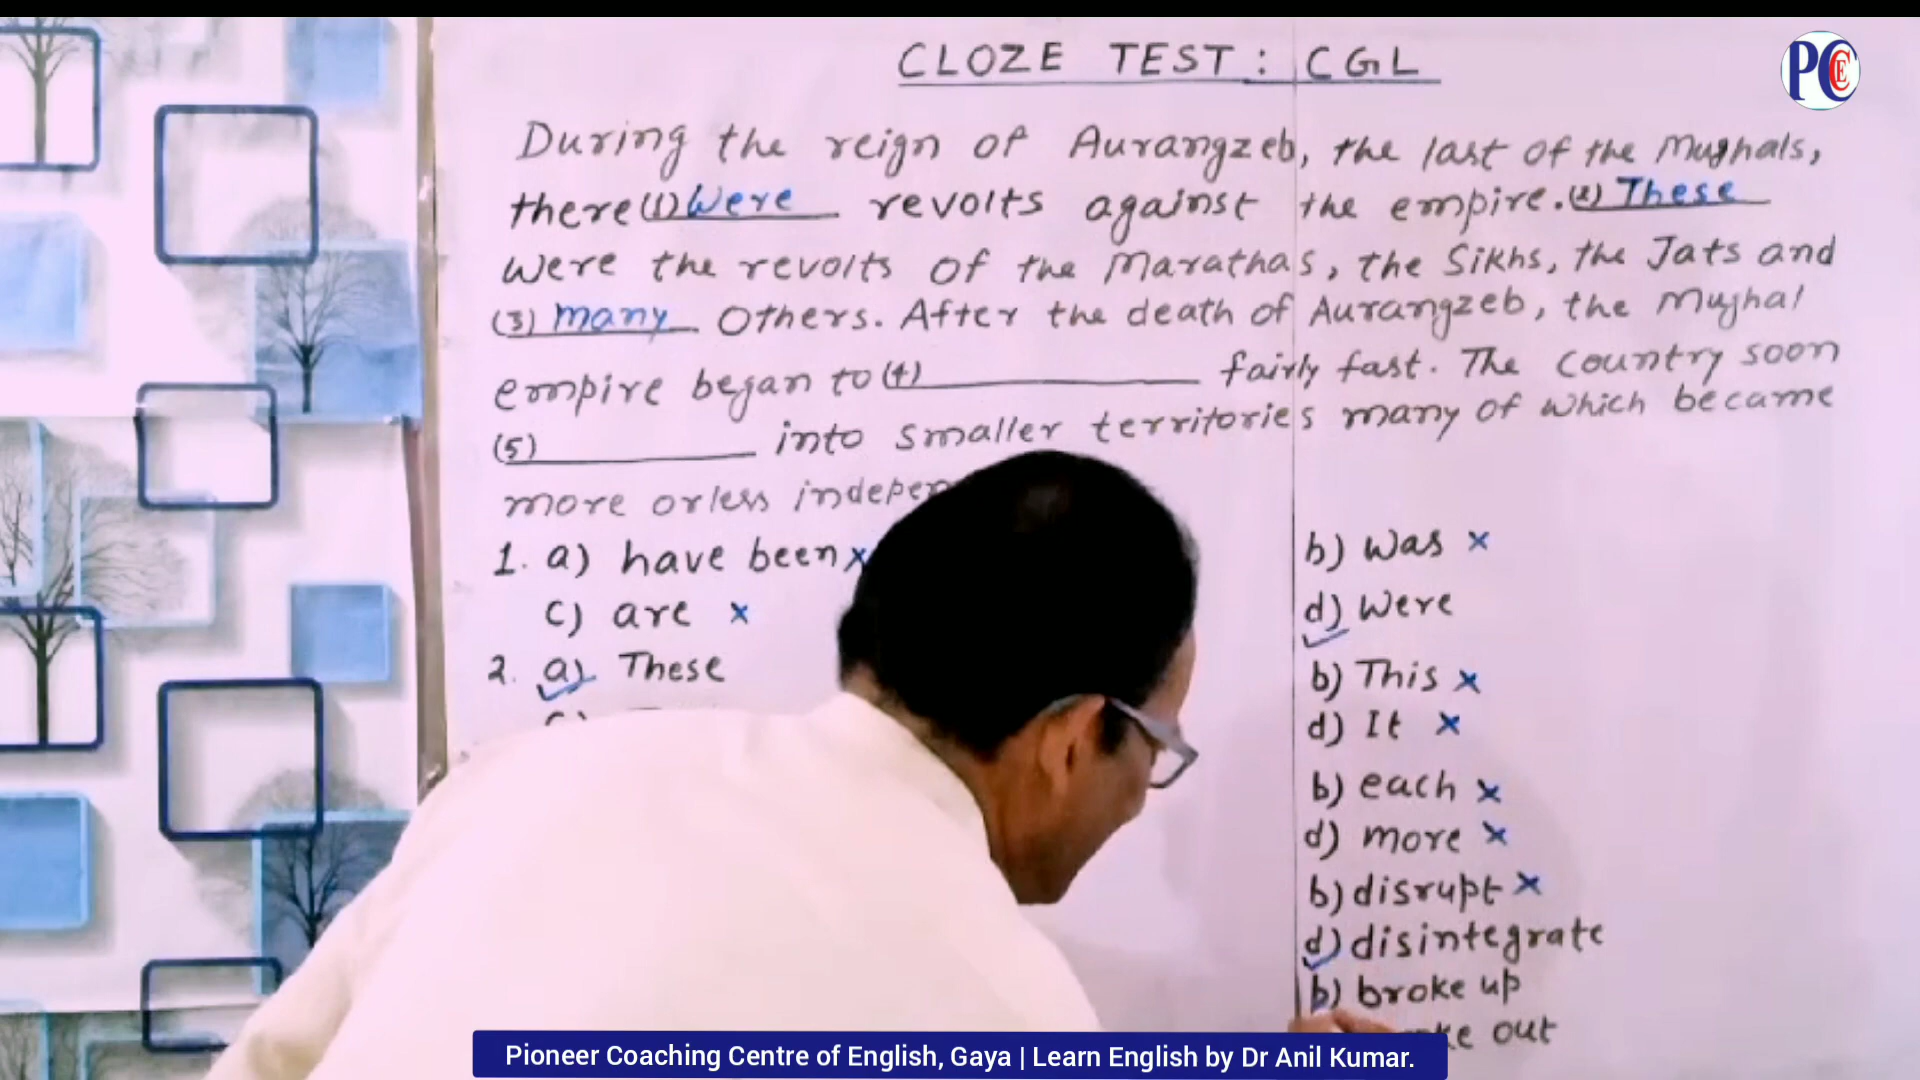 CLOZE TEST: CGL
PCE
During the reign of Aurangzeb, the last of the Mughals,
there (1) Were revolts against the empire. (2) These
were the revolts of the Marathas, the Sikhs, the Jats and
(3) many others. After the death of Aurangzeb, the Mughal
empire began to (4) fairly fast. The country soon
(5) into smaller territories many of which became
more or less
1. a) have been x b) was x
c) are x d) were
2. a) These b) This x
d) It x
b) each x
d) more x
b) disrupt x
d) disintegrate
b) broke up
out
Pioneer Coaching Centre of English, Gaya | Learn English by Dr Anil Kumar.